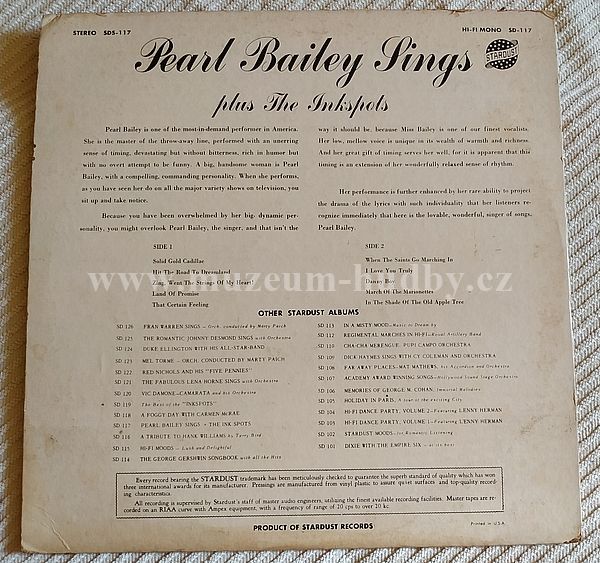 STEREO SDS-117
HI-FI MONO SD-117
Pearl Bailey Sings
STARDUST
plus The Inkspots
Pearl Bailey is one of the most-in-demand performer in America.
She is the master of the throw-away line, performed with an unerring
sense of timing, devastating but without bitterness, rich in humor but
with no overt attempt to be funny. A big, handsome woman is Pearl
Bailey, with a compelling, commanding personality. When she performs,
as you have seen her do on all the major variety shows on television, you
sit up and take notice.
Because you have been overwhelmed by her big, dynamic per-
sonality, you might overlook Pearl Bailey, the singer, and that isn't the
way it should be, because Miss Bailey is one of our finest vocalists.
Her low, mellow voice is unique in its wealth of warmth and richness.
And her great gift of timing serves her well, for it is apparent that this
timing is an extension of her wonderfully relaxed sense of rhythm.
Her performance is further enhanced by her rare ability to project
the drama of the lyrics with such individuality that her listeners re-
cognize immediately that here is the lovable, wonderful, singer of songs,
Pearl Bailey.
SIDE 1
Solid Gold Cadillac
Hit The Road To Dreamland
Zing, Went The Strings Of My Heart!
Land Of Promise
That Certain Feeling
SIDE 2
When The Saints Go Marching In
I Love You Truly
Danny Boy
March Of The Marionettes
In The Shade Of The Old Apple Tree
www.muzeum-hudby.cz
OTHER STARDUST ALBUMS
SD 126 FRAN WARREN SINGS – Orch. conducted by Marty Paich
SD 125 THE ROMANTIC JOHNNY DESMOND SINGS with Orchestra
SD 124 DUKE ELLINGTON WITH HIS ALL-STAR-BAND
SD 123 MEL TORME – ORCH. CONDUCTED BY MARTY PAICH
SD 122 RED NICHOLS AND HIS "FIVE PENNIES"
SD 121 THE FABULOUS LENA HORNE SINGS with Orchestra
SD 120 VIC DAMONE–CAMARATA and his Orchestra
SD 119 The Best of the "INKSPOTS"
SD 118 A FOGGY DAY WITH CARMEN McRAE
SD 117 PEARL BAILEY SINGS + THE INK SPOTS
SD 116 A TRIBUTE TO HANK WILLIAMS by Terry Bird
SD 115 HI-FI MOODS – Lush and Delightful
SD 114 THE GEORGE GERSHWIN SONGBOOK with all the Hits
SD 113 IN A MISTY MOOD–Music to Dream by
SD 112 REGIMENTAL MARCHES IN HI-FI–Royal Artillery Band
SD 110 CHA-CHA MERENGUE PUPI CAMPO ORCHESTRA
SD 109 DICK HAYMES SINGS WITH CY COLEMAN AND ORCHESTRA
SD 108 FAR AWAY PLACES–MAT MATHEWS, his Accordion and Orchestra
SD 107 ACADEMY AWARD WINNING SONGS–Hollywood Sound Stage Orchestra
SD 106 MEMORIES OF GEORGE M. COHAN, Immortal Melodies
SD 105 HOLIDAY IN PARIS, A tour of the exciting City
SD 104 HI-FI DANCE PARTY, VOLUME 2–Featuring LENNY HERMAN
SD 103 HI-FI DANCE PARTY, VOLUME 1–Featuring LENNY HERMAN
SD 102 STARDUST MOODS–for Romantic Listening
SD 101 DIXIE WITH THE EMPIRE SIX –at its best
Every record bearing the STARDUST trademark has been meticulously checked to guarantee the superb standard of quality which has won
three international awards for its manufacturer. Pressings are manufactured from vinyl plastic to assure quiet surfaces and top-quality record-
ing characteristics.
All recording is supervised by Stardust's staff of master audio engineers, utilizing the finest available recording facilities. Master tapes are re-
corded on an RIAA curve with Ampex equipment, with a frequency of range of 20 cps to over 20 kc.
PRODUCT OF STARDUST RECORDS
Printed in U.S.A.